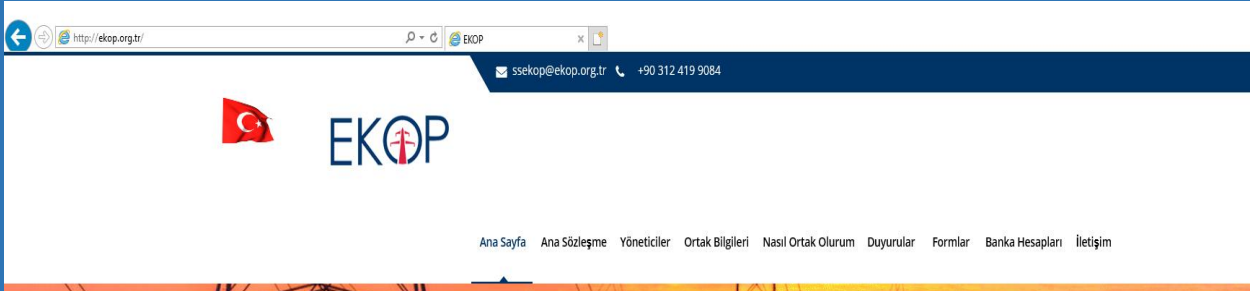 http://ekop.org.tr/
EKOP
ssekop@ekop.org.tr +90 312 419 9084
EKOP
Ana Sayfa Ana Sözleşme Yöneticiler Ortak Bilgileri Nasıl Ortak Olurum Duyurular Formlar Banka Hesapları İletişim